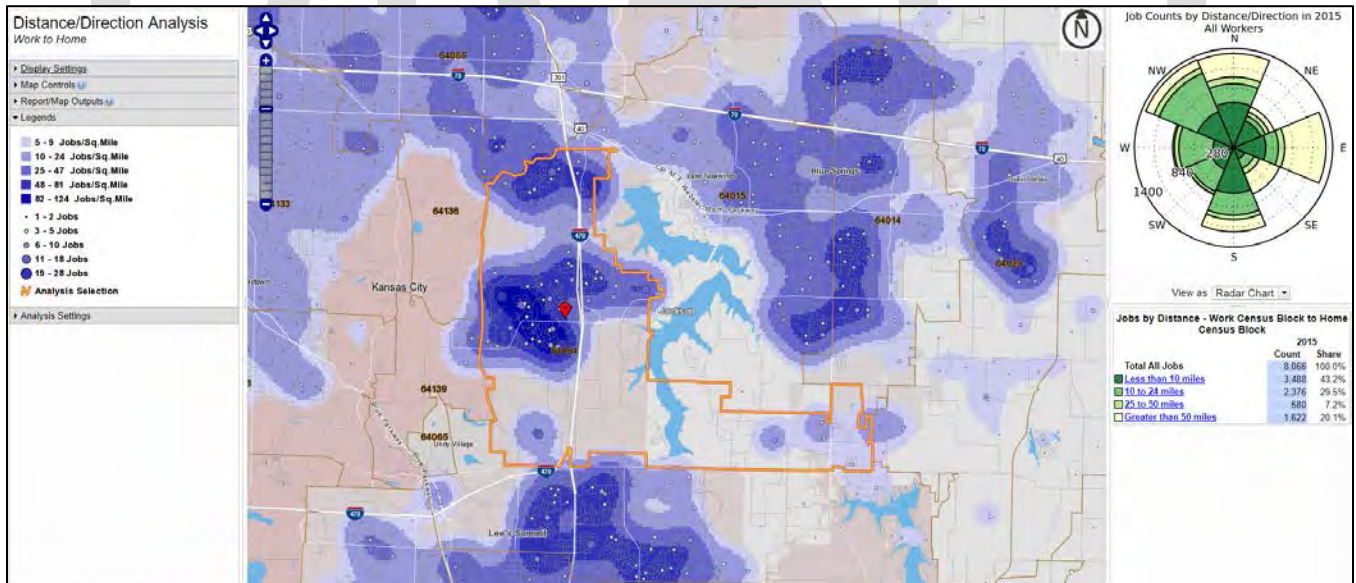 Distance/Direction Analysis
Work to Home
Display Settings
Map Controls
Report/Map Outputs
Legends
5 - 9 Jobs/Sq.Mile
10 - 24 Jobs/Sq.Mile
25 - 47 Jobs/Sq.Mile
48 - 81 Jobs/Sq.Mile
82 - 124 Jobs/Sq.Mile
1 - 2 Jobs
3 - 5 Jobs
6 - 10 Jobs
11 - 18 Jobs
19 - 28 Jobs
Analysis Selection
Analysis Settings
64055
70
40
70
70
40
Blue Springs
64015
64014
64136
470
Kansas City
Jackson
64139
64065
Unity Village
470
470
Lee's Summit
N
Job Counts by Distance/Direction in 2015
All Workers
N
NW
NE
W
E
280
840
1400
SW
SE
S
View as Radar Chart
Jobs by Distance - Work Census Block to Home
Census Block
2015
Count Share
Total All Jobs 8,066 100.0%
Less than 10 miles 3,488 43.2%
10 to 24 miles 2,376 29.5%
25 to 50 miles 580 7.2%
Greater than 50 miles 1,622 20.1%